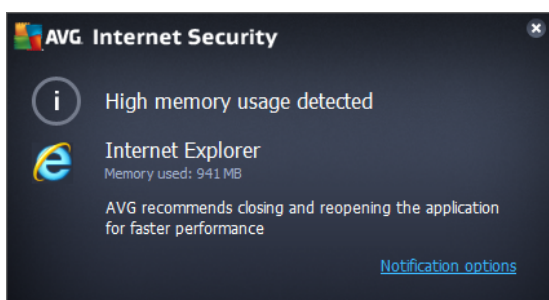 AVG Internet Security
High memory usage detected
Internet Explorer
Memory used: 941 MB
AVG recommends closing and reopening the application
for faster performance
Notification options